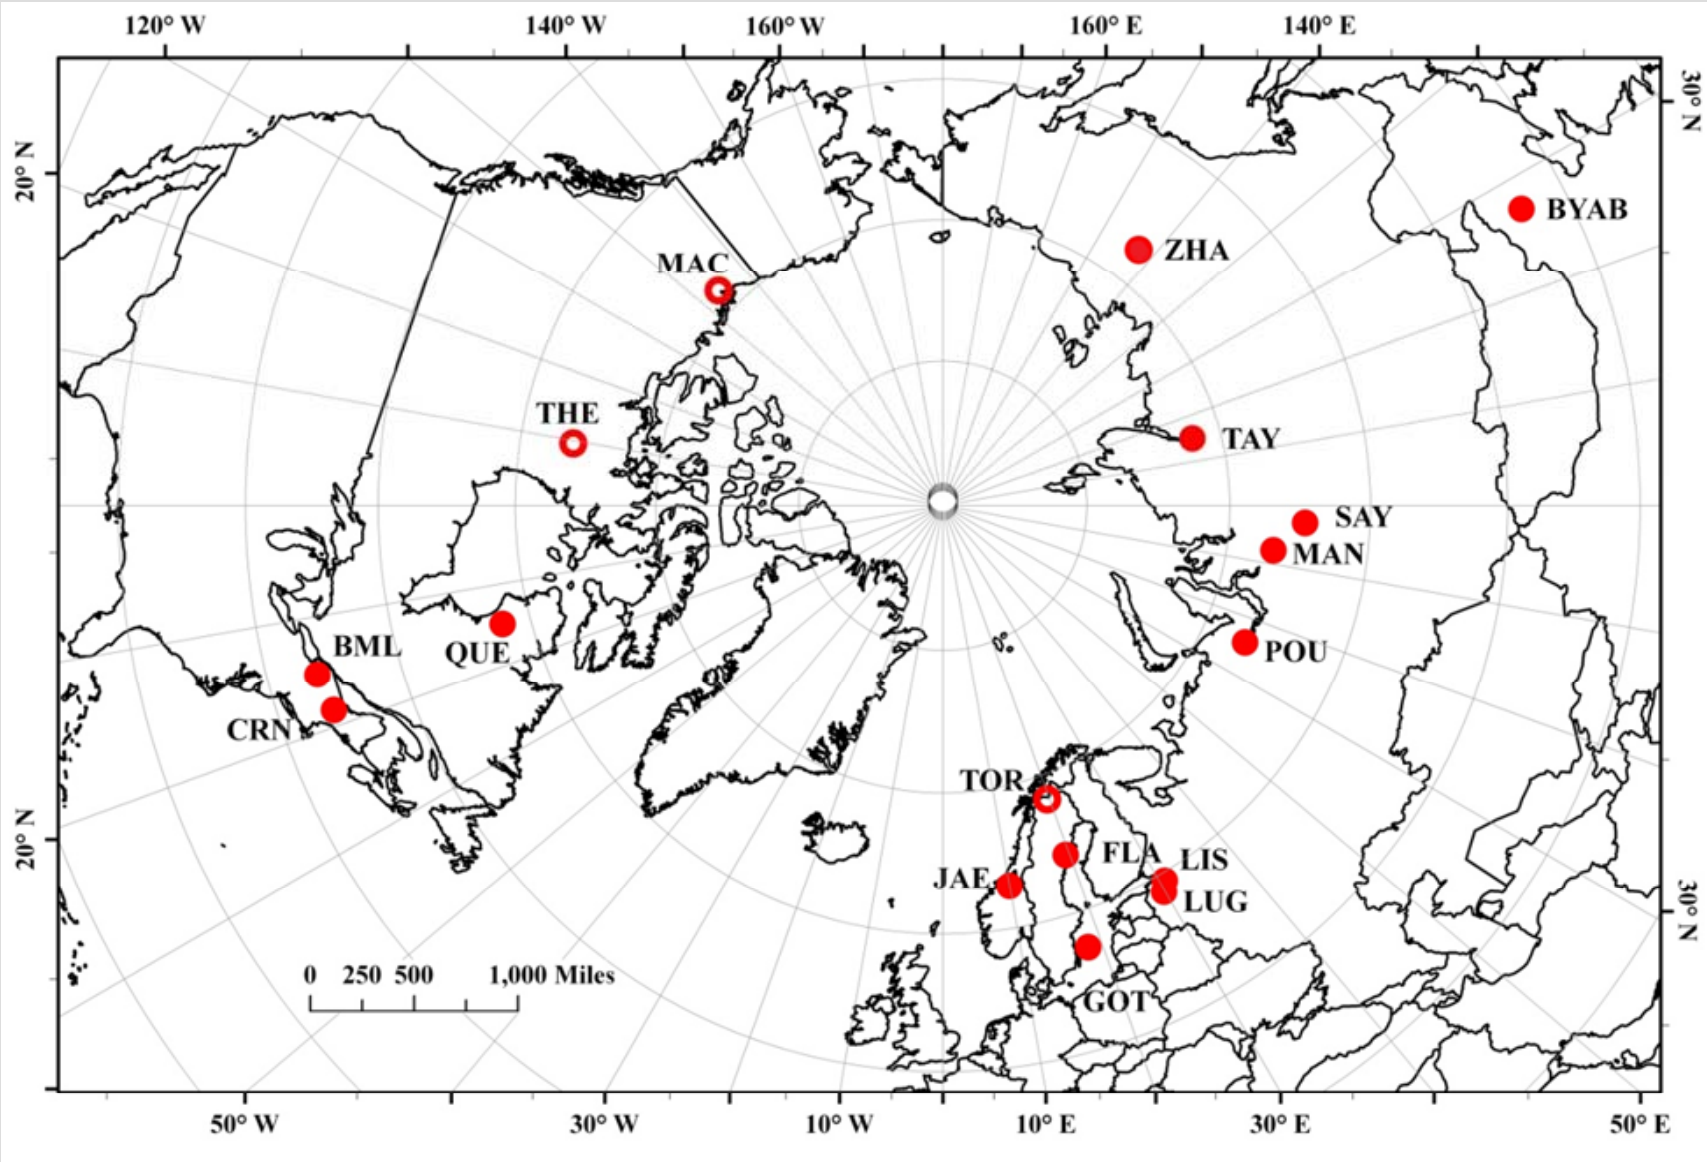 120° W 140° W 160° W 160° E 140° E
30° N
20° N
BYAB
ZHA
MAC
THE
TAY
SAY
MAN
BML
QUE
POU
CRN
TOR
20° N
FLA LIS
JAE
LUG
30° N
0 250 500 1,000 Miles
GOT
50° W 30° W 10° W 10° E 30° E 50° E